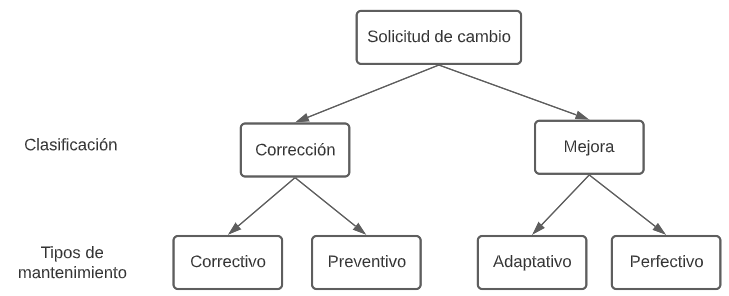 Solicitud de cambio
Clasificación
Corrección
Mejora
Tipos de
mantenimiento
Correctivo
Preventivo
Adaptativo
Perfectivo